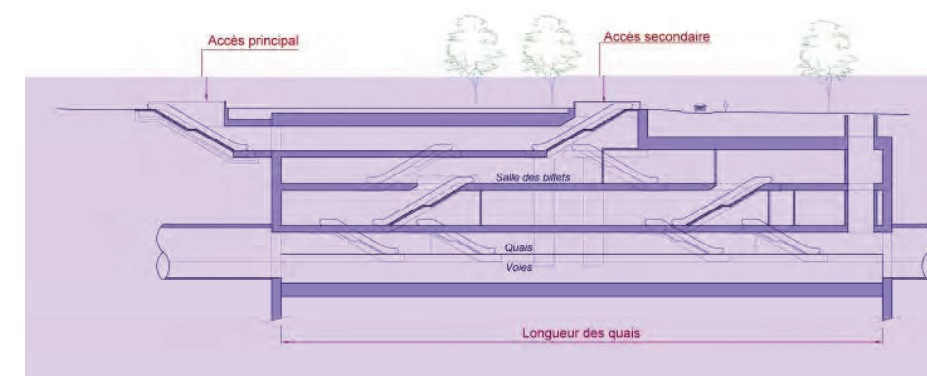 Accès principal
Accès secondaire
Salle des billets
Quais
Voies
Longueur des quais